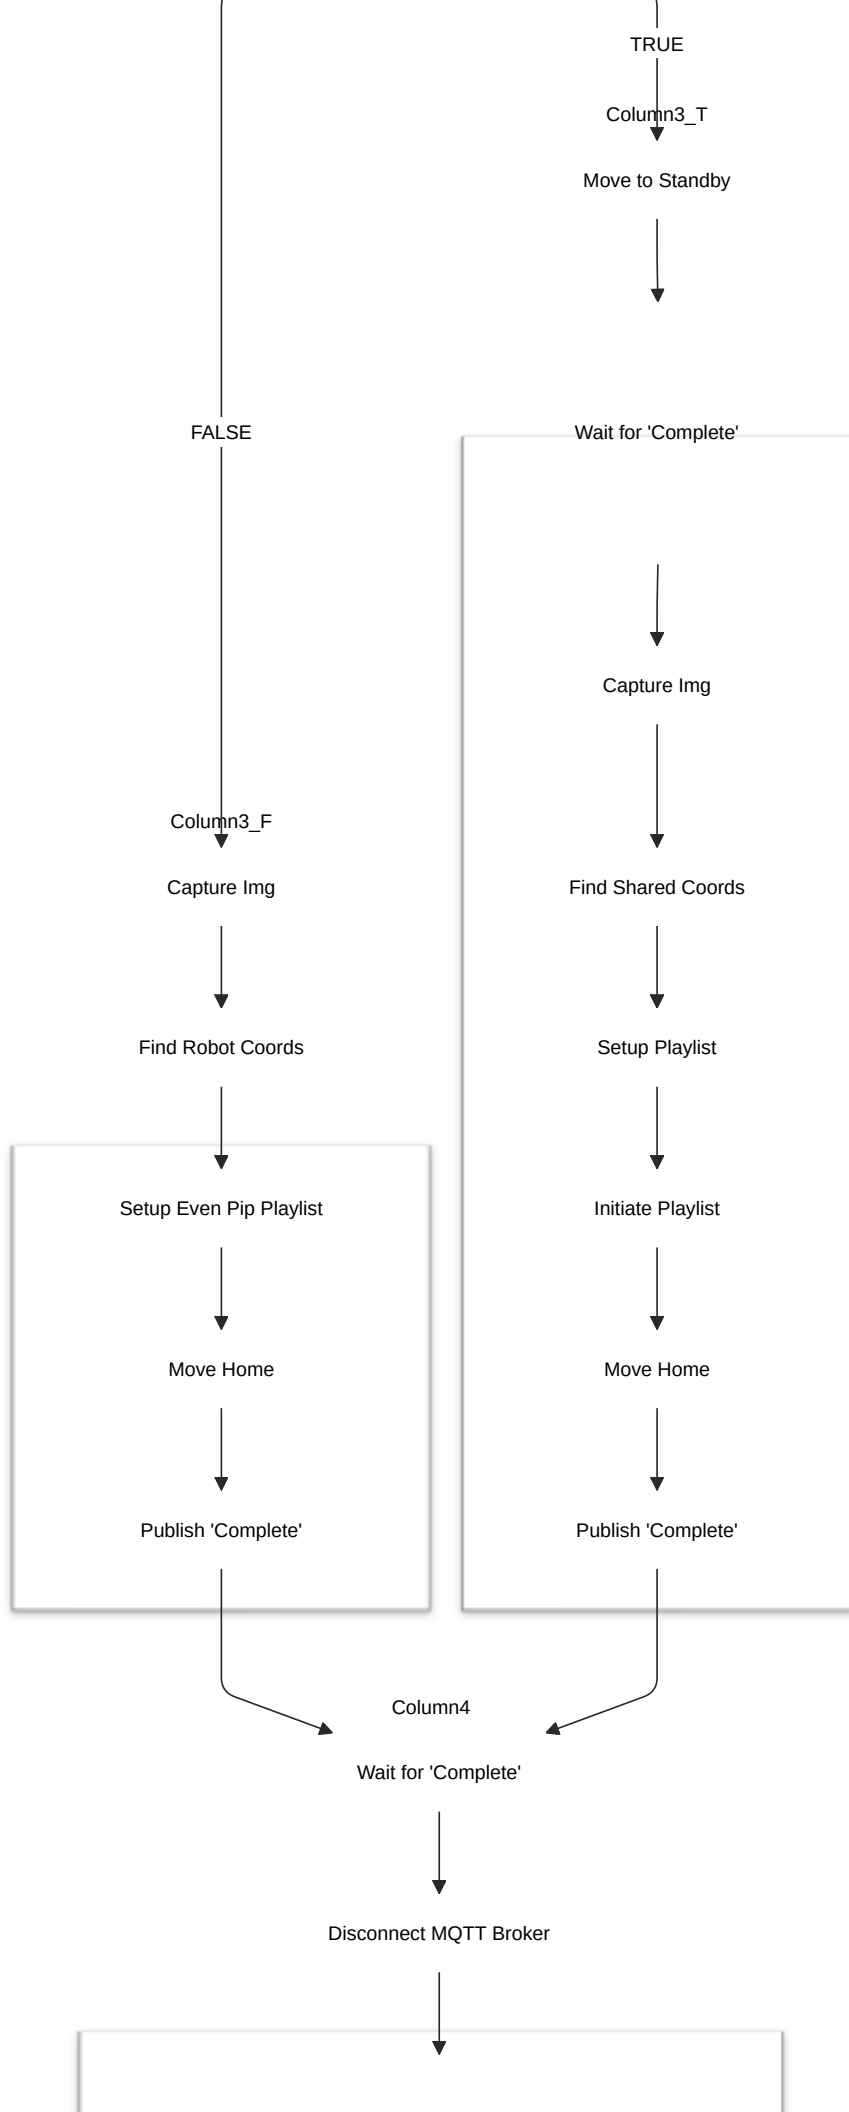 TRUE
Column3_T
Move to Standby
FALSE
Wait for 'Complete'
Capture Img
Column3_F
Capture Img
Find Shared Coords
Find Robot Coords
Setup Playlist
Setup Even Pip Playlist
Initiate Playlist
Move Home
Move Home
Publish 'Complete'
Publish 'Complete'
Column4
Wait for 'Complete'
Disconnect MQTT Broker